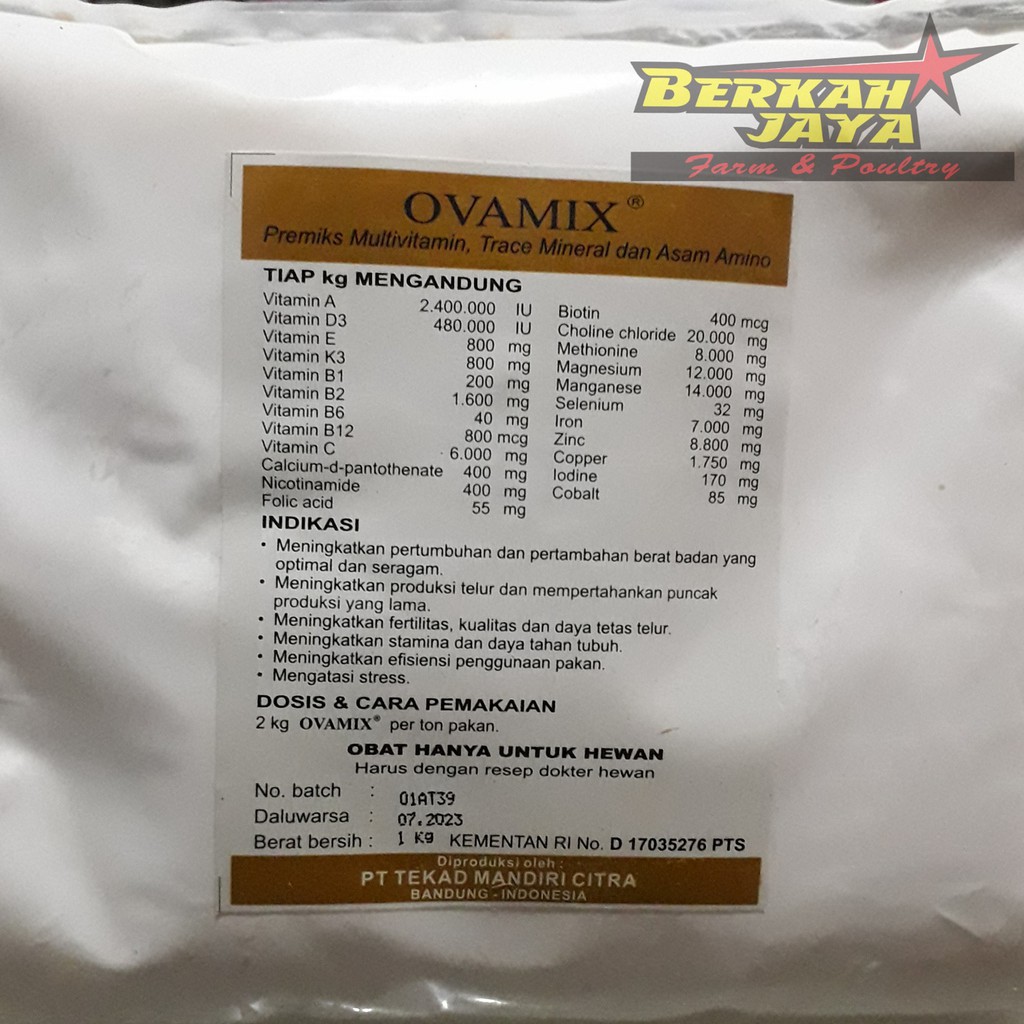 BERKAH
JAYA
Farm & Poultry
OVAMIX®
Premiks Multivitamin, Trace Mineral dan Asam Amino
TIAP kg MENGANDUNG
Vitamin A 2.400.000 IU
Vitamin D3 480.000 IU
Vitamin E 800 mg
Vitamin K3 800 mg
Vitamin B1 200 mg
Vitamin B2 1.600 mg
Vitamin B6 40 mg
Vitamin B12 800 mcg
Vitamin C 6.000 mg
Calcium-d-pantothenate 400 mg
Nicotinamide 400 mg
Folic acid 55 mg
Biotin 400 mcg
Choline chloride 20.000 mg
Methionine 8.000 mg
Magnesium 12.000 mg
Manganese 14.000 mg
Selenium 32 mg
Iron 7.000 mg
Zinc 8.800 mg
Copper 1.750 mg
Iodine 170 mg
Cobalt 85 mg
INDIKASI
• Meningkatkan pertumbuhan dan pertambahan berat badan yang
optimal dan seragam.
• Meningkatkan produksi telur dan mempertahankan puncak
produksi yang lama.
• Meningkatkan fertilitas, kualitas dan daya tetas telur.
• Meningkatkan stamina dan daya tahan tubuh.
• Meningkatkan efisiensi penggunaan pakan.
• Mengatasi stress.
DOSIS & CARA PEMAKAIAN
2 kg OVAMIX® per ton pakan.
OBAT HANYA UNTUK HEWAN
Harus dengan resep dokter hewan
No. batch : 01AT39
Daluwarsa : 07.2023
Berat bersih : 1 Kg KEMENTAN RI No. D 17035276 PTS
Diproduksi oleh :
PT TEKAD MANDIRI CITRA
BANDUNG - INDONESIA